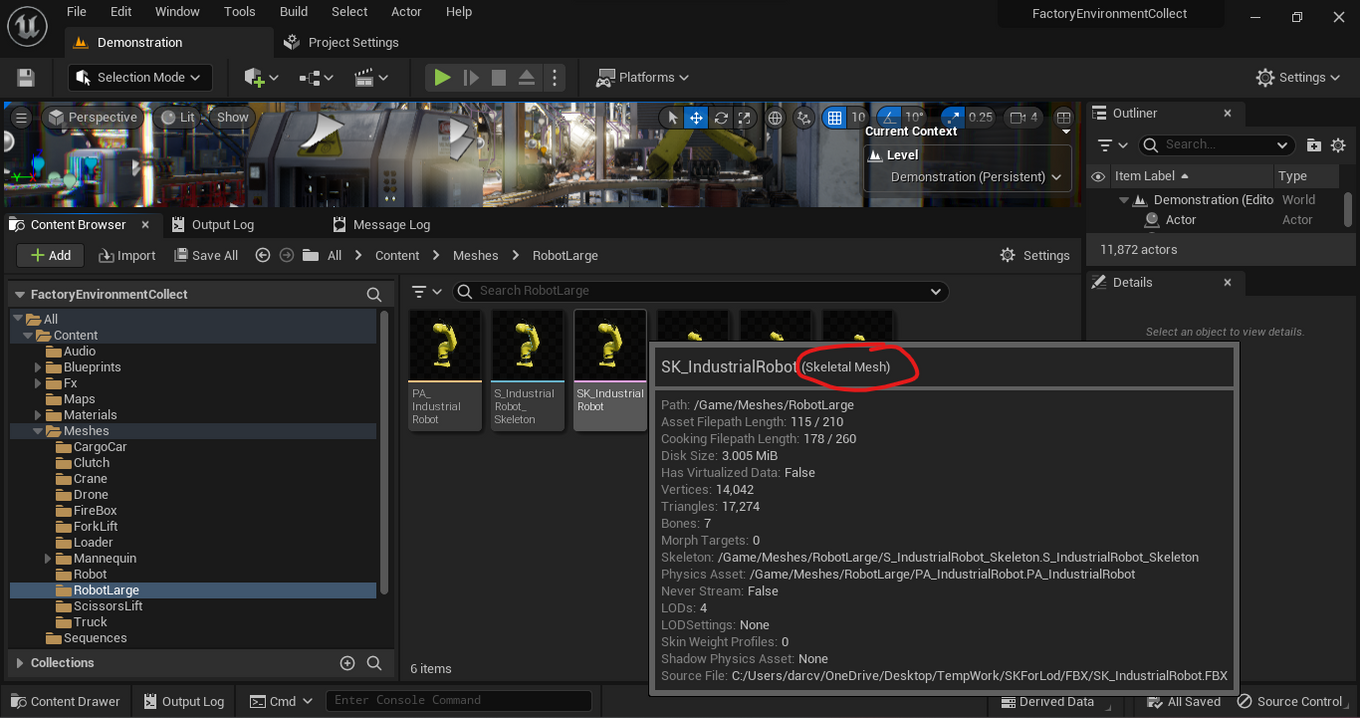 File Edit Window Tools Build Select Actor Help
FactoryEnvironmentCollect
Demonstration
Project Settings
Selection Mode
Platforms
Settings
Perspective Lit Show
10 10° 0.25 4
Current Context
Level
Demonstration (Persistent)
Outliner
Search...
Item Label Type
Demonstration (Edito World
Actor Actor
11,872 actors
Details
Select an object to view details.
Content Browser Output Log Message Log
Add Import Save All All Content Meshes RobotLarge Settings
FactoryEnvironmentCollect
All
Content
Audio
Blueprints
Fx
Maps
Materials
Meshes
CargoCar
Clutch
Crane
Drone
FireBox
ForkLift
Loader
Mannequin
Robot
RobotLarge
ScissorsLift
Truck
Sequences
Collections
Search RobotLarge
PA_
Industrial
Robot
S_Industrial
Robot_
Skeleton
SK_Industrial
Robot
SK_IndustrialRobot (Skeletal Mesh)
Path: /Game/Meshes/RobotLarge
Asset Filepath Length: 115 / 210
Cooking Filepath Length: 178 / 260
Disk Size: 3.005 MiB
Has Virtualized Data: False
Vertices: 14,042
Triangles: 17,274
Bones: 7
Morph Targets: 0
Skeleton: /Game/Meshes/RobotLarge/S_IndustrialRobot_Skeleton.S_IndustrialRobot_Skeleton
Physics Asset: /Game/Meshes/RobotLarge/PA_IndustrialRobot.PA_IndustrialRobot
Never Stream: False
LODs: 4
LODSettings: None
Skin Weight Profiles: 0
Shadow Physics Asset: None
Source File: C:/Users/darcv/OneDrive/Desktop/TempWork/SKForLod/FBX/SK_IndustrialRobot.FBX
6 items
Content Drawer Output Log Cmd Enter Console Command Derived Data All Saved Source Control